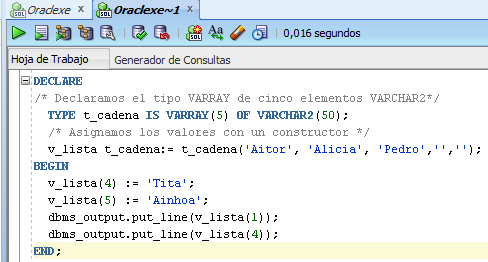 Oraclexe
Oraclexe~1
0,016 segundos
Hoja de Trabajo
Generador de Consultas
DECLARE
/* Declaramos el tipo VARRAY de cinco elementos VARCHAR2*/
TYPE t_cadena IS VARRAY(5) OF VARCHAR2(50);
/* Asignamos los valores con un constructor */
v_lista t_cadena:= t_cadena('Aitor', 'Alicia', 'Pedro','','');
BEGIN
v_lista(4) := 'Tita';
v_lista(5) := 'Ainhoa';
dbms_output.put_line(v_lista(1));
dbms_output.put_line(v_lista(4));
END;